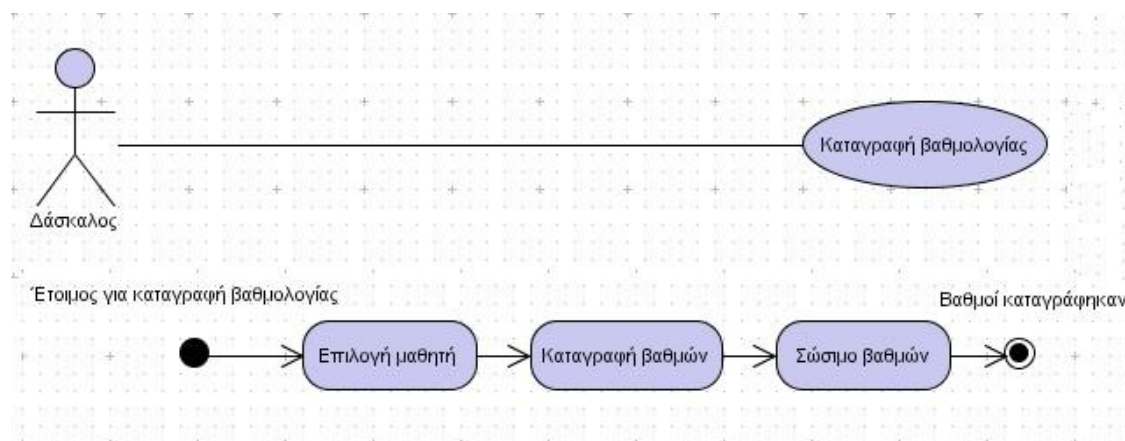 Καταγραφή βαθμολογίας
Δάσκαλος
Έτοιμος για καταγραφή βαθμολογίας
Βαθμοί καταγράφηκαν
Επιλογή μαθητή
Καταγραφή βαθμών
Σώσιμο βαθμών